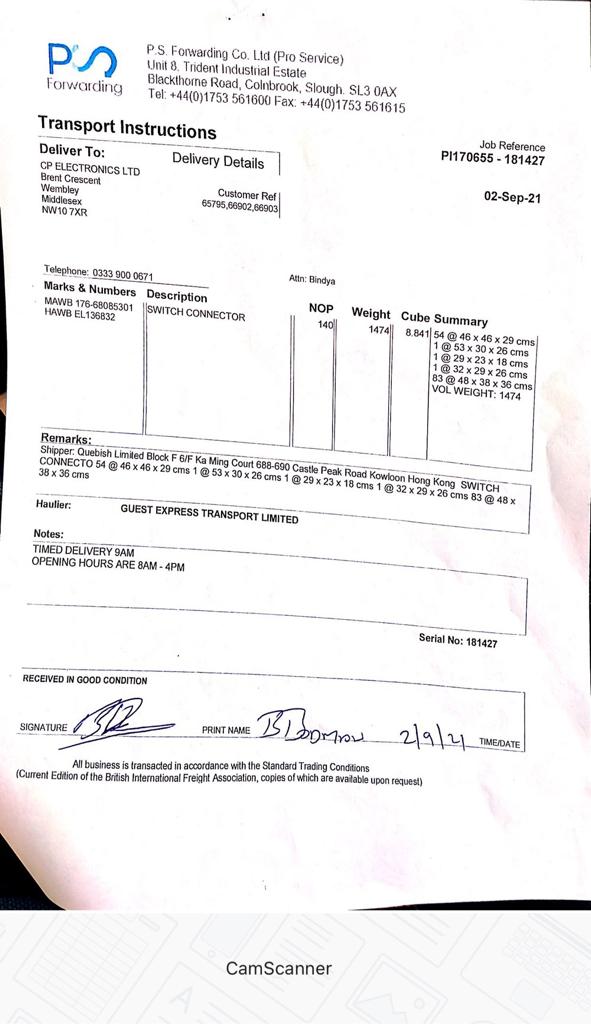 PS
Forwarding
P.S. Forwarding Co. Ltd (Pro Service)
Unit 8, Trident Industrial Estate
Blackthorne Road, Colnbrook, Slough. SL3 0AX
Tel: +44(0)1753 561600 Fax: +44(0)1753 561615
Transport Instructions
Job Reference
PI170655 - 181427
Deliver To:
Delivery Details
CP ELECTRONICS LTD
Brent Crescent
Wembley
Middlesex
NW10 7XR
Customer Ref
65795,66902,66903
02-Sep-21
Telephone: 0333 900 0671
Attn: Bindya
Marks & Numbers Description NOP Weight Cube Summary
MAWB 176-68085301 SWITCH CONNECTOR 140 1474 8.841 54 @ 46 x 46 x 29 cms
HAWB EL136832
1 @ 53 x 30 x 26 cms
1 @ 29 x 23 x 18 cms
1 @ 32 x 29 x 26 cms
83 @ 48 x 38 x 36 cms
VOL WEIGHT: 1474
Remarks:
Shipper: Quebish Limited Block F 6/F Ka Ming Court 688-690 Castle Peak Road Kowloon Hong Kong SWITCH
CONNECTO 54 @ 46 x 46 x 29 cms 1 @ 53 x 30 x 26 cms 1 @ 29 x 23 x 18 cms 1 @ 32 x 29 x 26 cms 83 @ 48 x
38 x 36 cms
Haulier: GUEST EXPRESS TRANSPORT LIMITED
Notes:
TIMED DELIVERY 9AM
OPENING HOURS ARE 8AM - 4PM
Serial No: 181427
RECEIVED IN GOOD CONDITION
SIGNATURE PRINT NAME 2/9/21 TIME/DATE
All business is transacted in accordance with the Standard Trading Conditions
(Current Edition of the British International Freight Association, copies of which are available upon request)
CamScanner